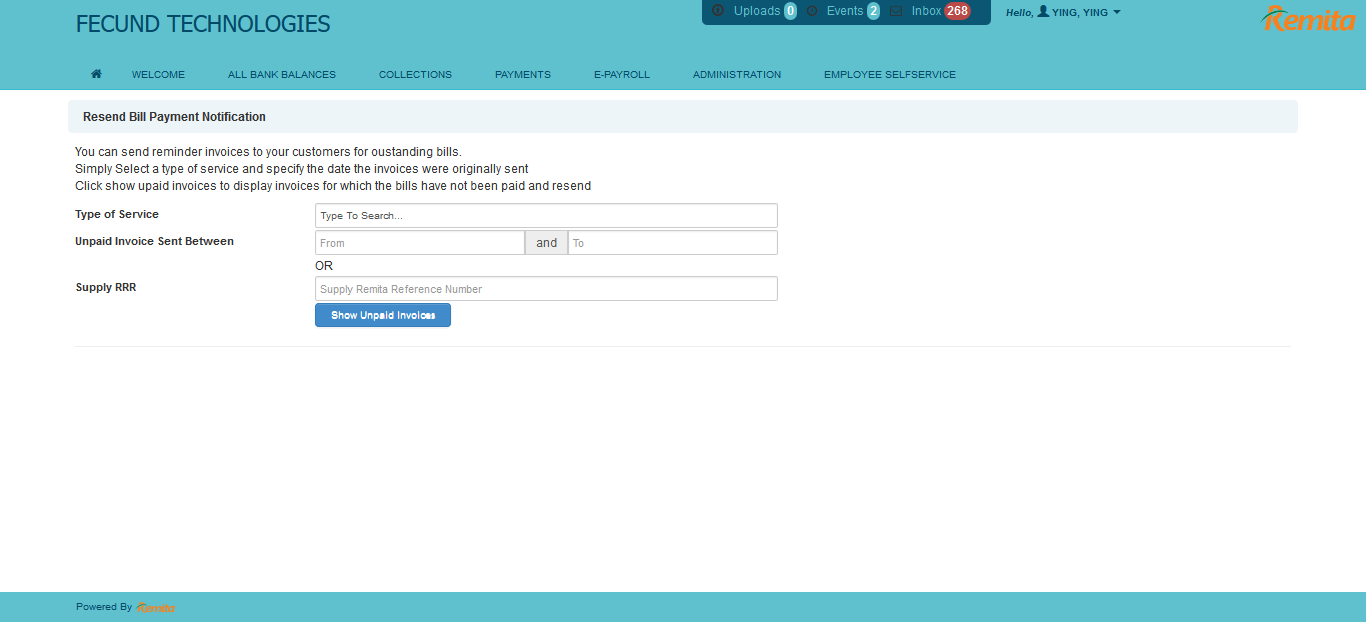 FECUND TECHNOLOGIES
Uploads 0 Events 2 Inbox 268
Hello, YING, YING
Remita
WELCOME ALL BANK BALANCES COLLECTIONS PAYMENTS E-PAYROLL ADMINISTRATION EMPLOYEE SELFSERVICE
Resend Bill Payment Notification
You can send reminder invoices to your customers for oustanding bills.
Simply Select a type of service and specify the date the invoices were originally sent
Click show upaid invoices to display invoices for which the bills have not been paid and resend
Type of Service Type To Search...
Unpaid Invoice Sent Between From and To
OR
Supply RRR Supply Remita Reference Number
Show Unpaid Invoices
Powered By Remita